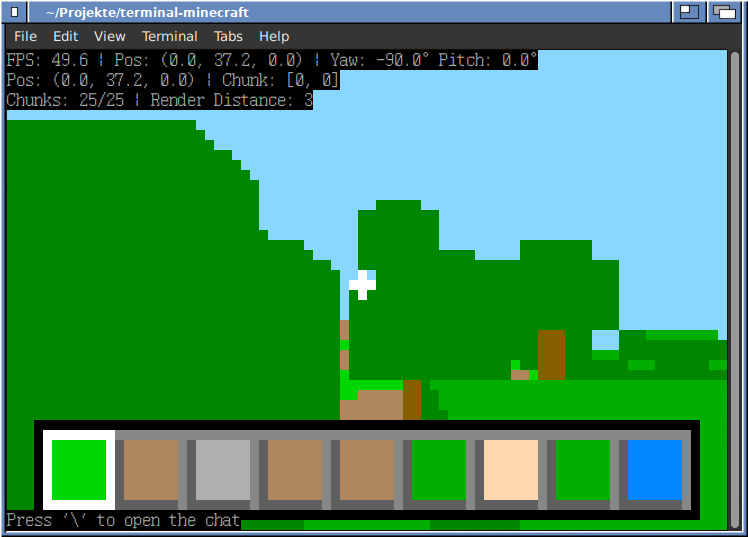 ~/Projekte/terminal-minecraft
File Edit View Terminal Tabs Help
FPS: 49.6 ¦ Pos: (0.0, 37.2, 0.0) ¦ Yaw: -90.0° Pitch: 0.0°
Pos: (0.0, 37.2, 0.0) ¦ Chunk: [0, 0]
Chunks: 25/25 ¦ Render Distance: 3
Press '\' to open the chat